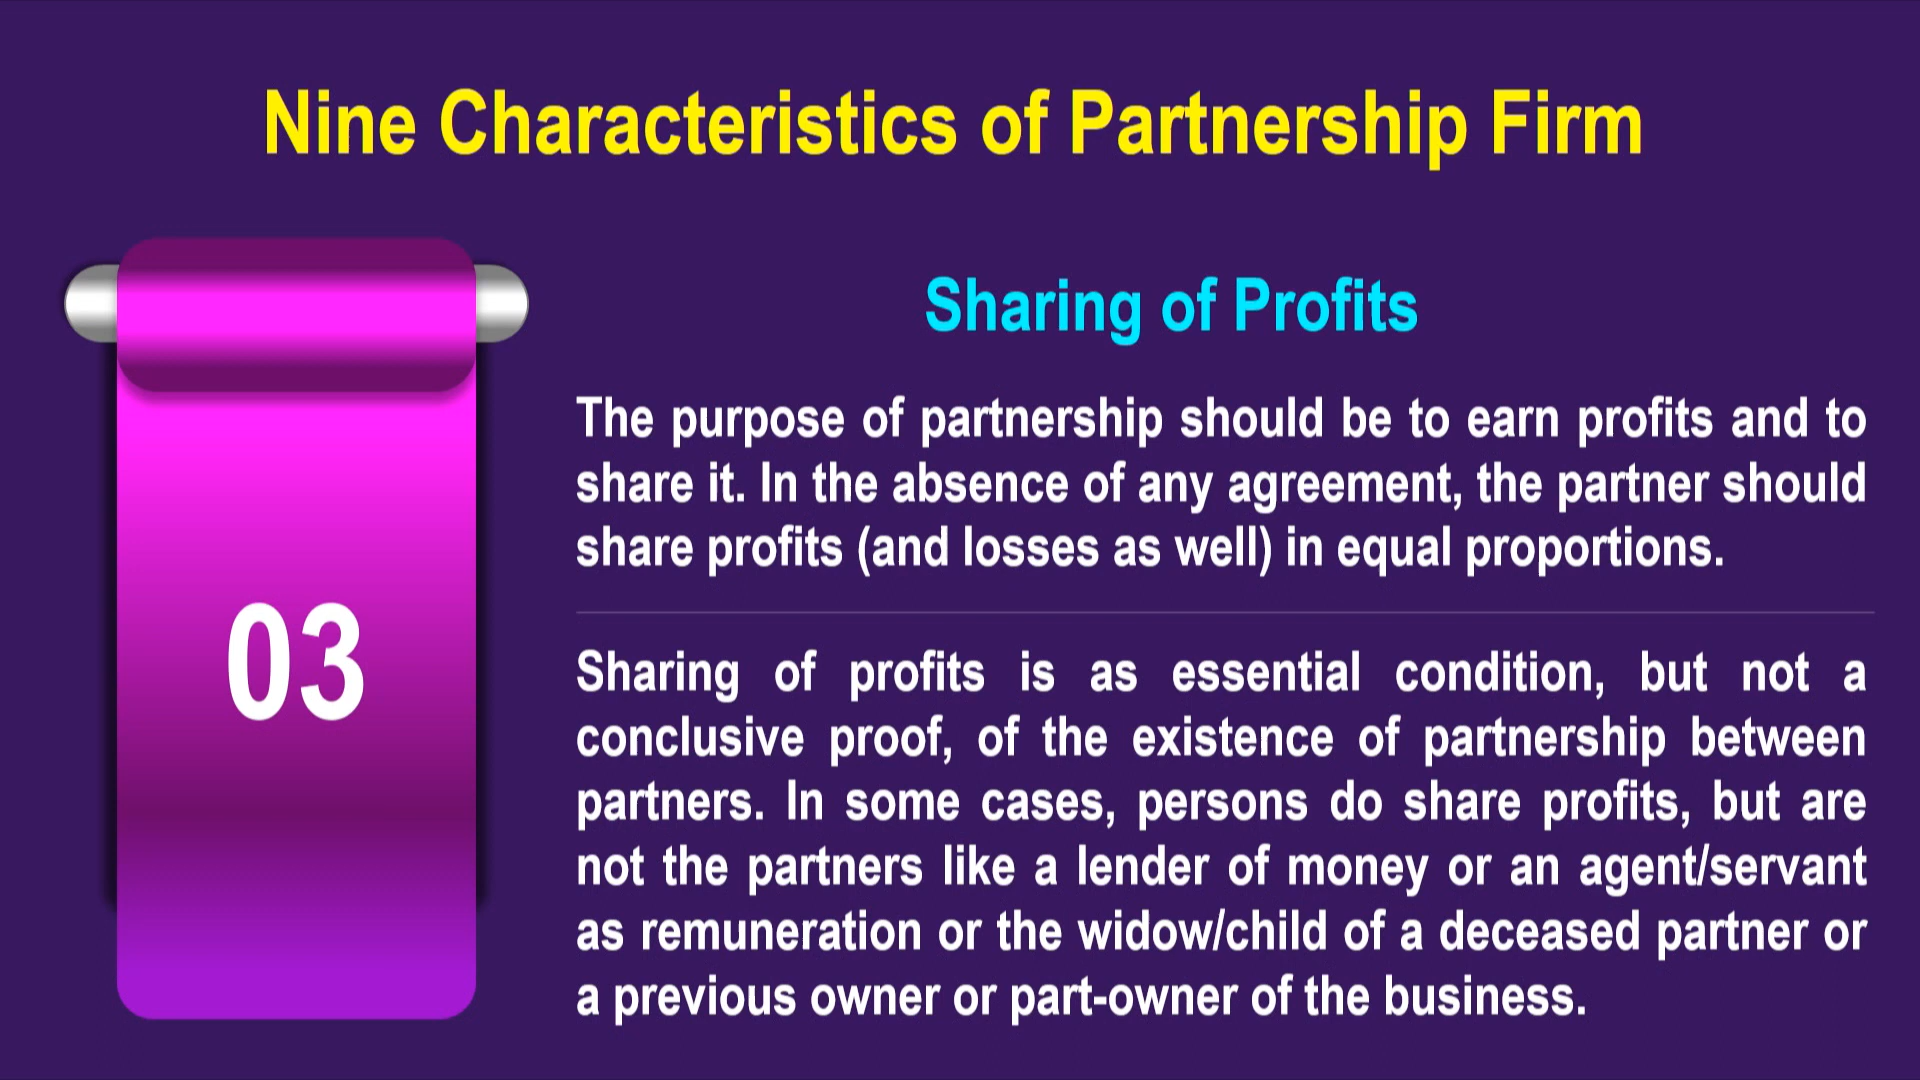 Nine Characteristics of Partnership Firm
Sharing of Profits
The purpose of partnership should be to earn profits and to
share it. In the absence of any agreement, the partner should
share profits (and losses as well) in equal proportions.
03
Sharing of profits is as essential condition, but not a
conclusive proof, of the existence of partnership between
partners. In some cases, persons do share profits, but are
not the partners like a lender of money or an agent/servant
as remuneration or the widow/child of a deceased partner or
a previous owner or part-owner of the business.